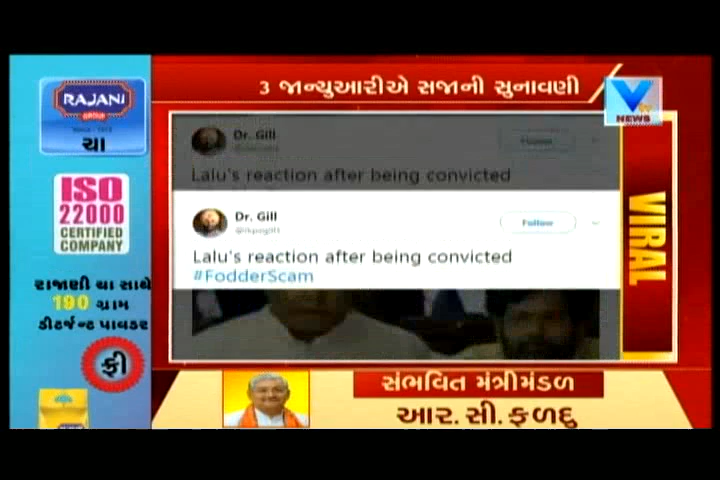 3 જાન્યુઆરીએ સજાની સુનાવણી
V
NEWS
RAJANI
ચા
ISO
22000
CERTIFIED
COMPANY
રાજાણી ચા સાથે
190 ગ્રામ
ડીટર્જન્ટ પાવડર
ફ્રી
Dr. Gill
Lalu's reaction after being convicted
Dr. Gill
Follow
Lalu's reaction after being convicted
#FodderScam
VIRAL
સંભવિત મંત્રીમંડળ
આર. સી. ફળદુ